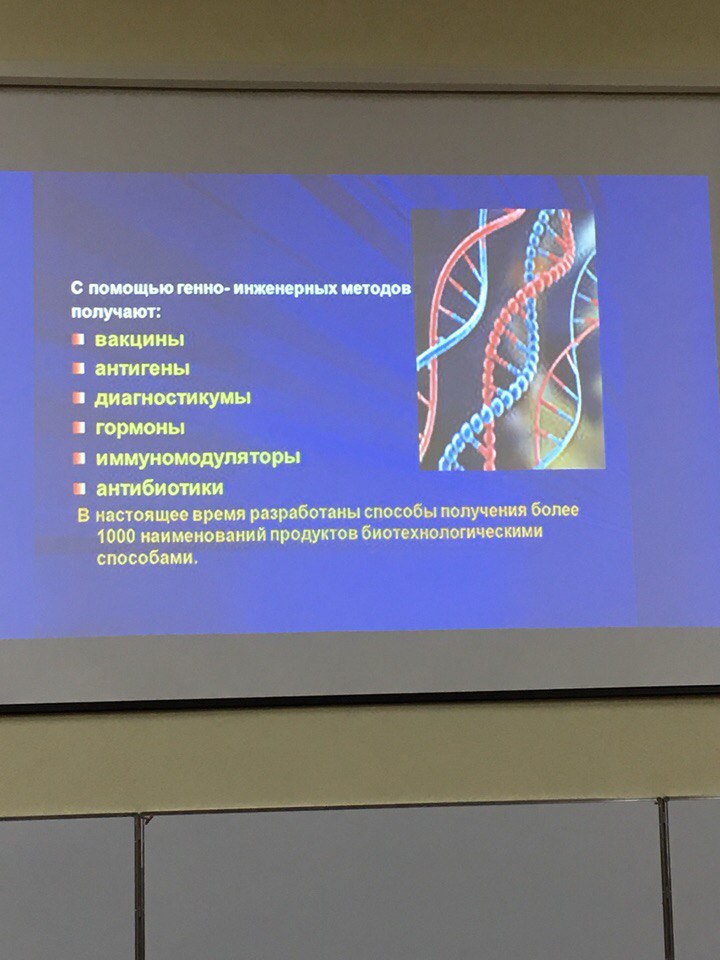 С помощью генно- инженерных методов
получают:
вакцины
антигены
диагностикумы
гормоны
иммуномодуляторы
антибиотики
В настоящее время разработаны способы получения более
1000 наименований продуктов биотехнологическими
способами.